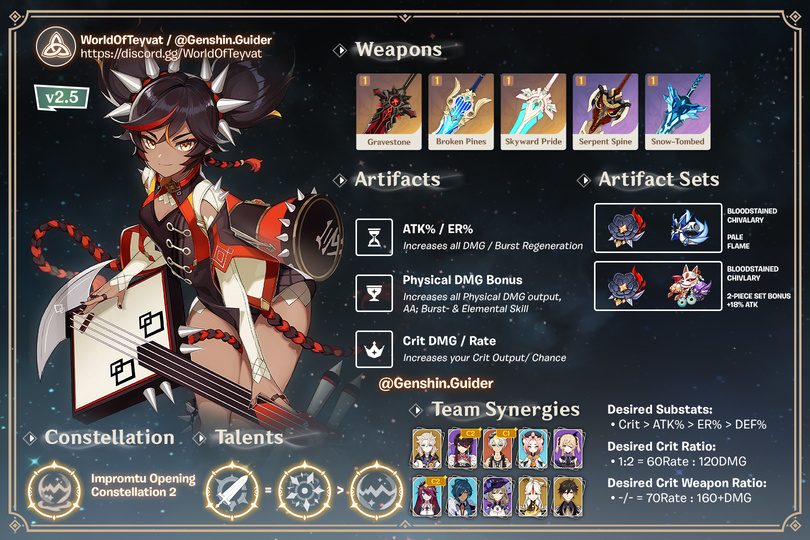 WorldOfTeyvat / @Genshin.Guider
https://discord.gg/WorldOfTeyvat
v2.5
Weapons
1
1
1
1
1
Gravestone
Broken Pines
Skyward Pride
Serpent Spine
Snow-Tombed
Artifacts
ATK% / ER%
Increases all DMG / Burst Regeneration
Physical DMG Bonus
Increases all Physical DMG output,
AA; Burst- & Elemental Skill
Crit DMG / Rate
Increases your Crit Output/ Chance
Artifact Sets
BLOODSTAINED
CHIVALARY
PALE
FLAME
BLOODSTAINED
CHIVLARY
2-PIECE SET BONUS
+18% ATK
@Genshin.Guider
Constellation
Impromtu Opening
Constellation 2
Talents
=
>
Team Synergies
C2
C1
C2
Desired Substats:
• Crit > ATK% > ER% > DEF%
Desired Crit Ratio:
• 1:2 = 60Rate : 120DMG
Desired Crit Weapon Ratio:
• -/- = 70Rate : 160+DMG